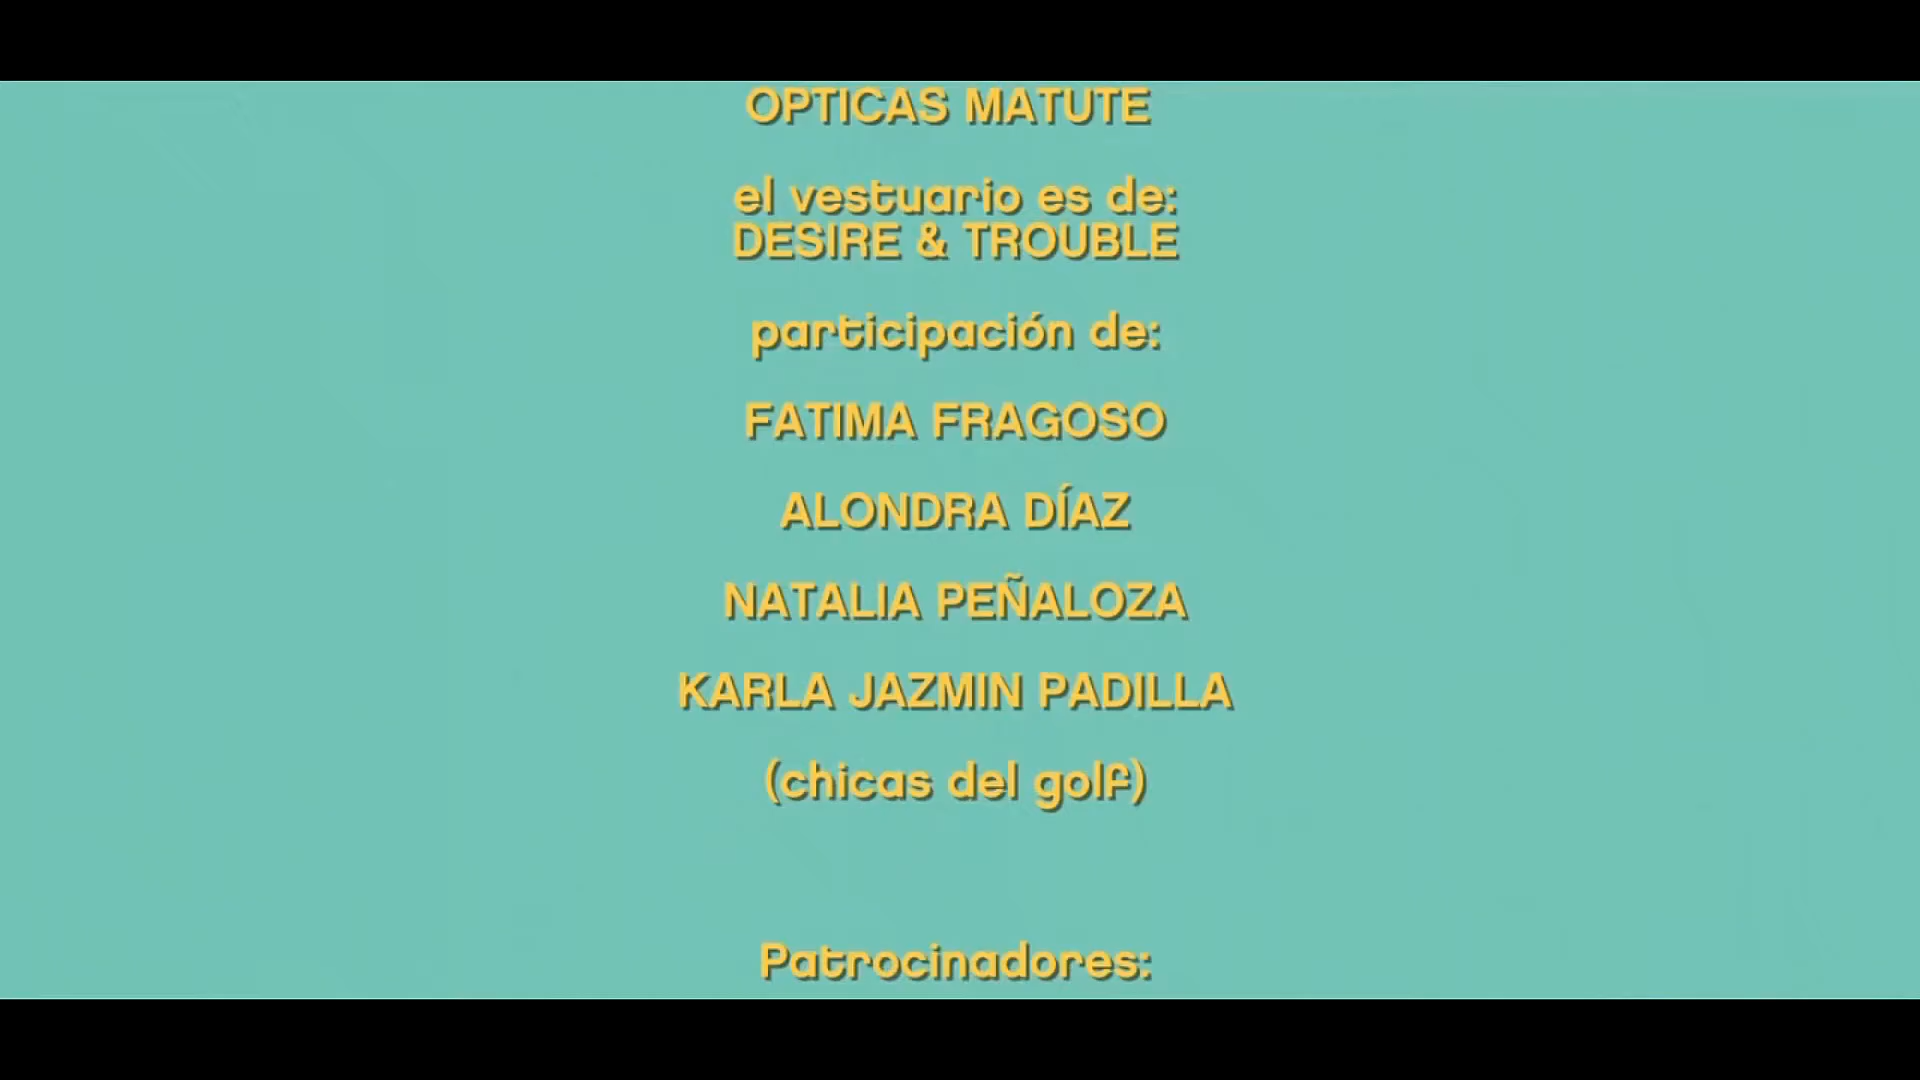 OPTICAS MATUTE
el vestuario es de:
DESIRE & TROUBLE
participación de:
FATIMA FRAGOSO
ALONDRA DÍAZ
NATALIA PEÑALOZA
KARLA JAZMIN PADILLA
(chicas del golf)
Patrocinadores: